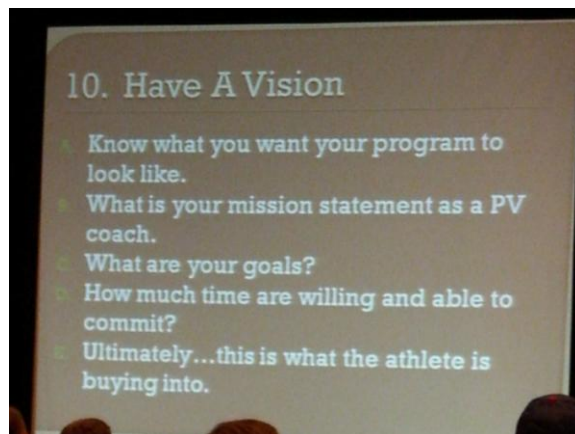 10. Have A Vision
A. Know what you want your program to
look like.
B. What is your mission statement as a PV
coach.
C. What are your goals?
D. How much time are willing and able to
commit?
E. Ultimately...this is what the athlete is
buying into.